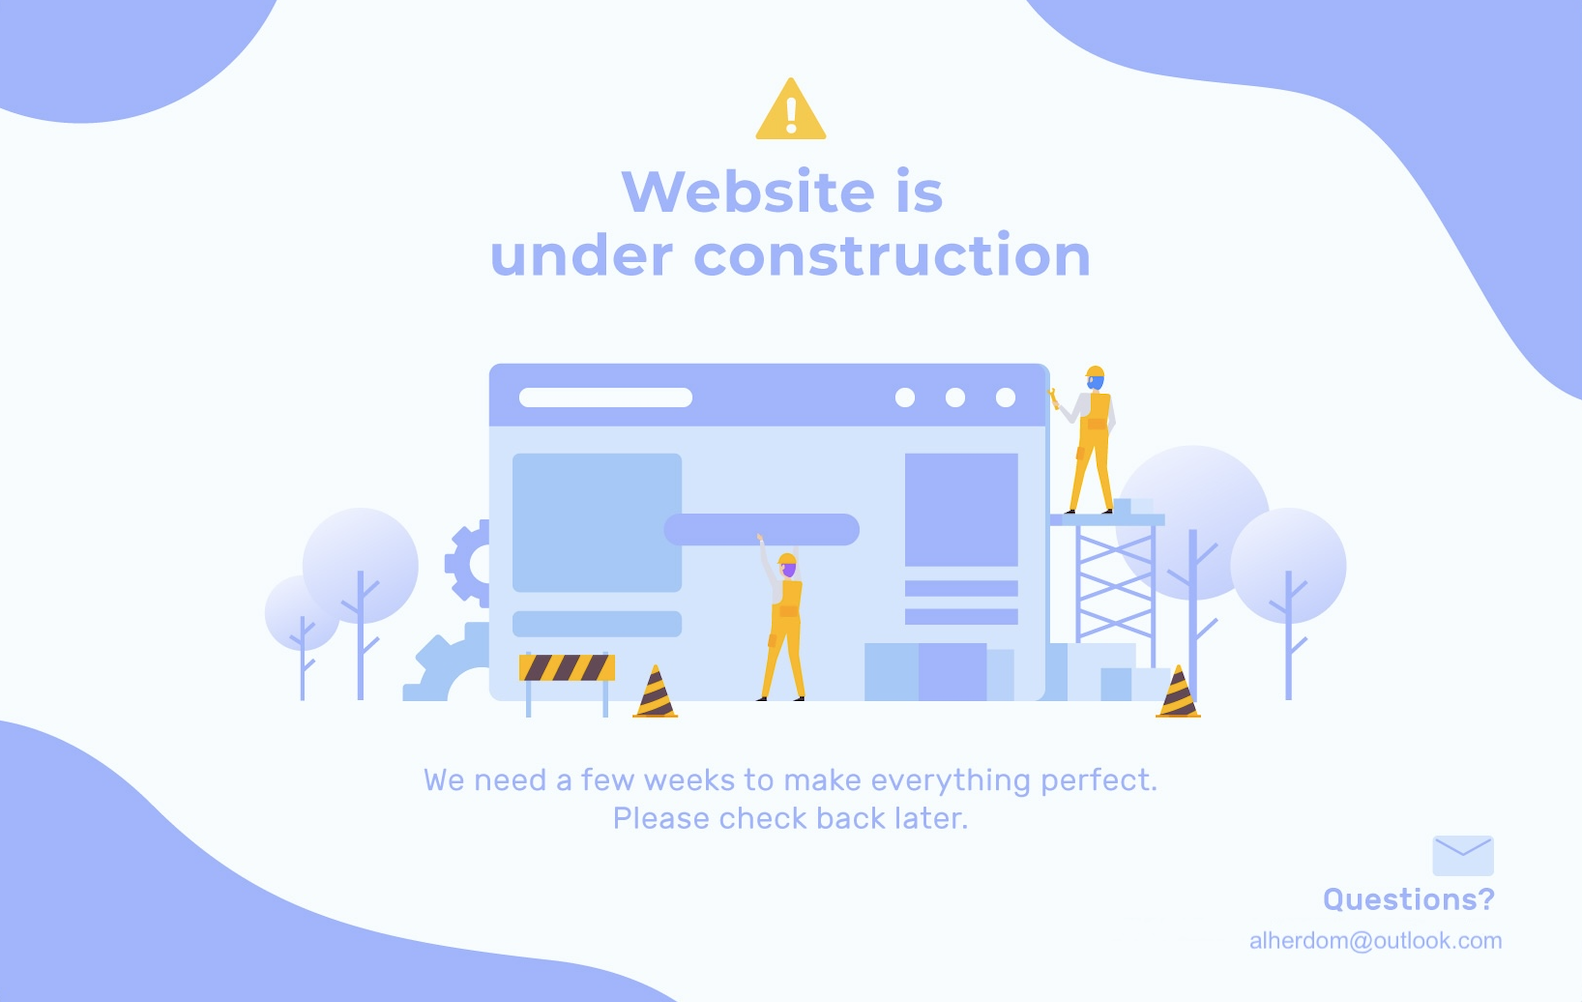 Website is
under construction
We need a few weeks to make everything perfect.
Please check back later.
Questions?
alherdom@outlook.com